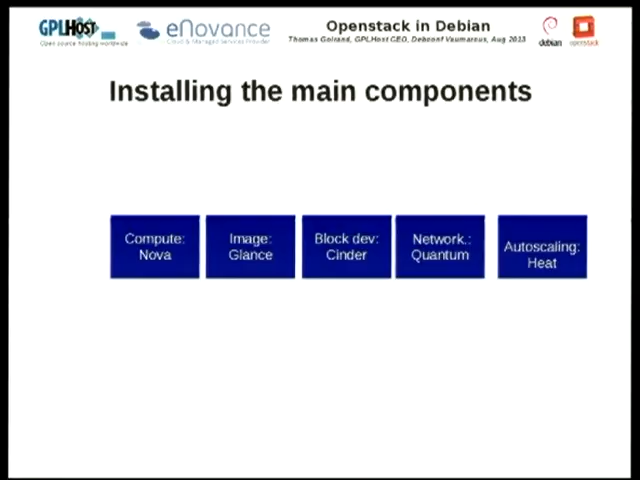 GPLHOST
Open source hosting worldwide
eNovance
Cloud & Managed Services Provider
Openstack in Debian
Thomas Goirand, GPLHost CEO, Debconf Vaumarcus, Aug 2013
debian
openstack
Installing the main components
Compute:
Nova
Image:
Glance
Block dev:
Cinder
Network.:
Quantum
Autoscaling:
Heat